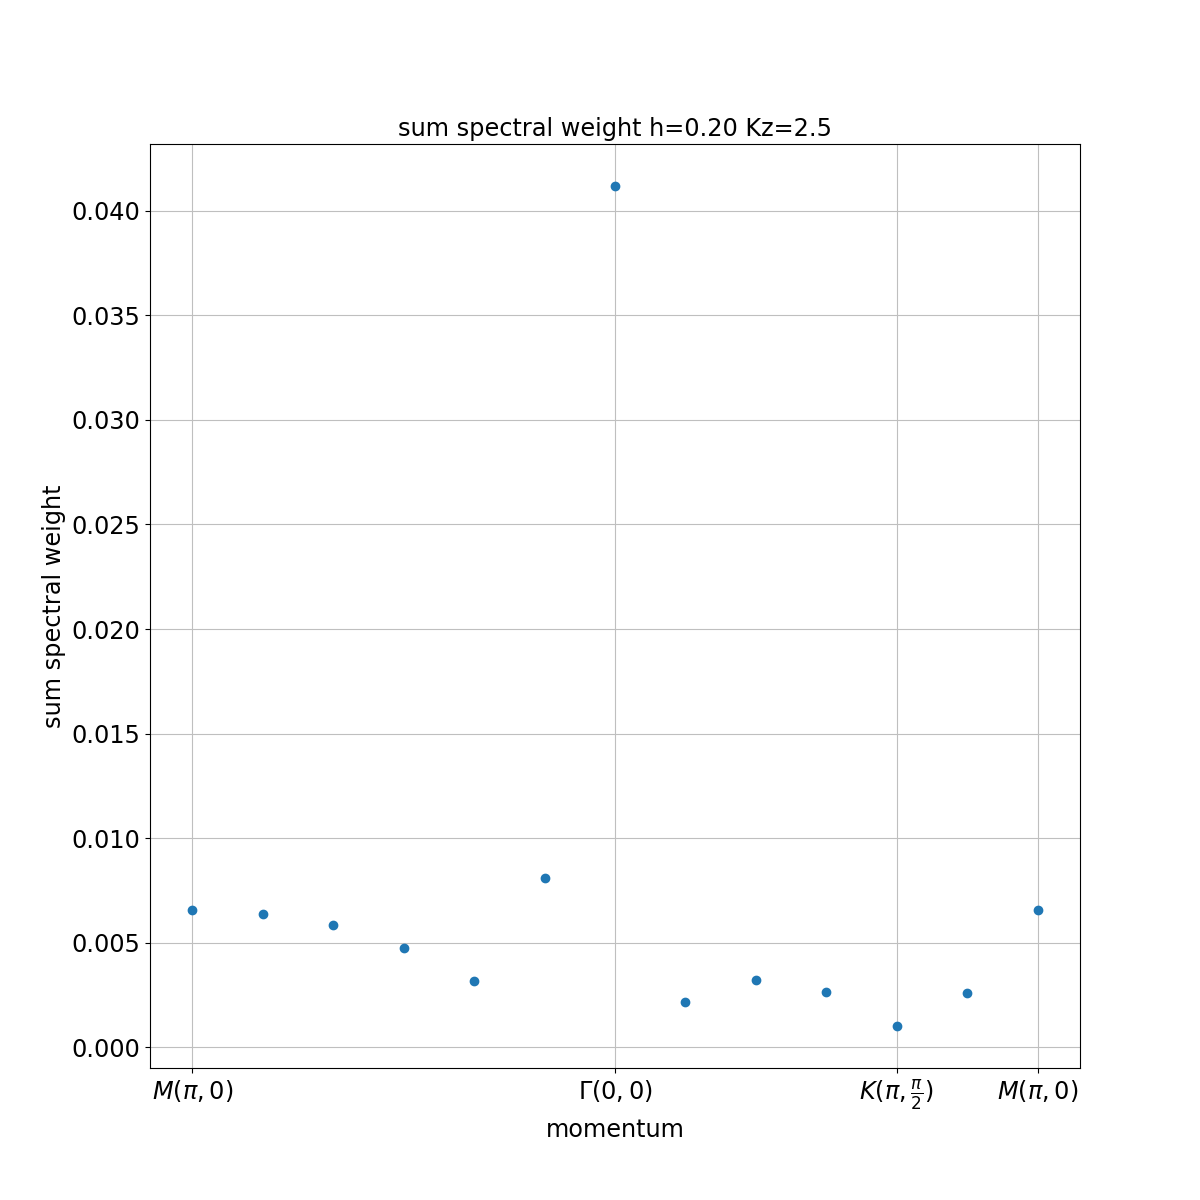 sum spectral weight h=0.20 Kz=2.5
0.040
0.035
0.030
0.025
0.020
0.015
0.010
0.005
0.000
sum spectral weight
M(π, 0) Γ(0, 0) K(π, π/2) M(π, 0)
momentum